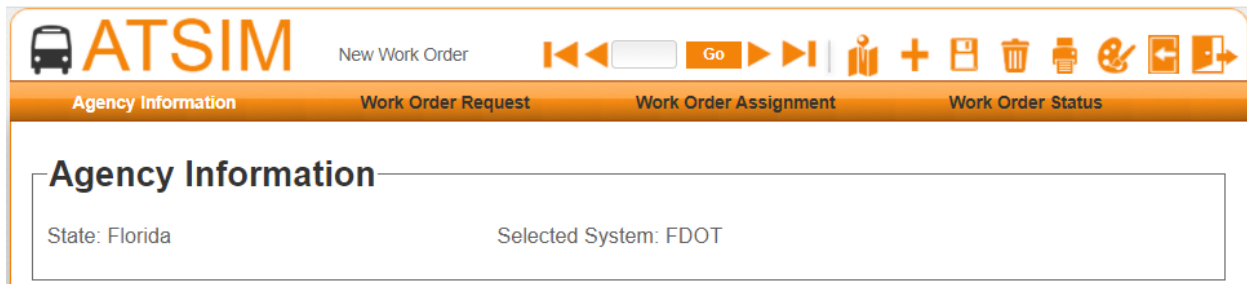 ATSIM New Work Order Go
Agency Information Work Order Request Work Order Assignment Work Order Status
Agency Information
State: Florida Selected System: FDOT